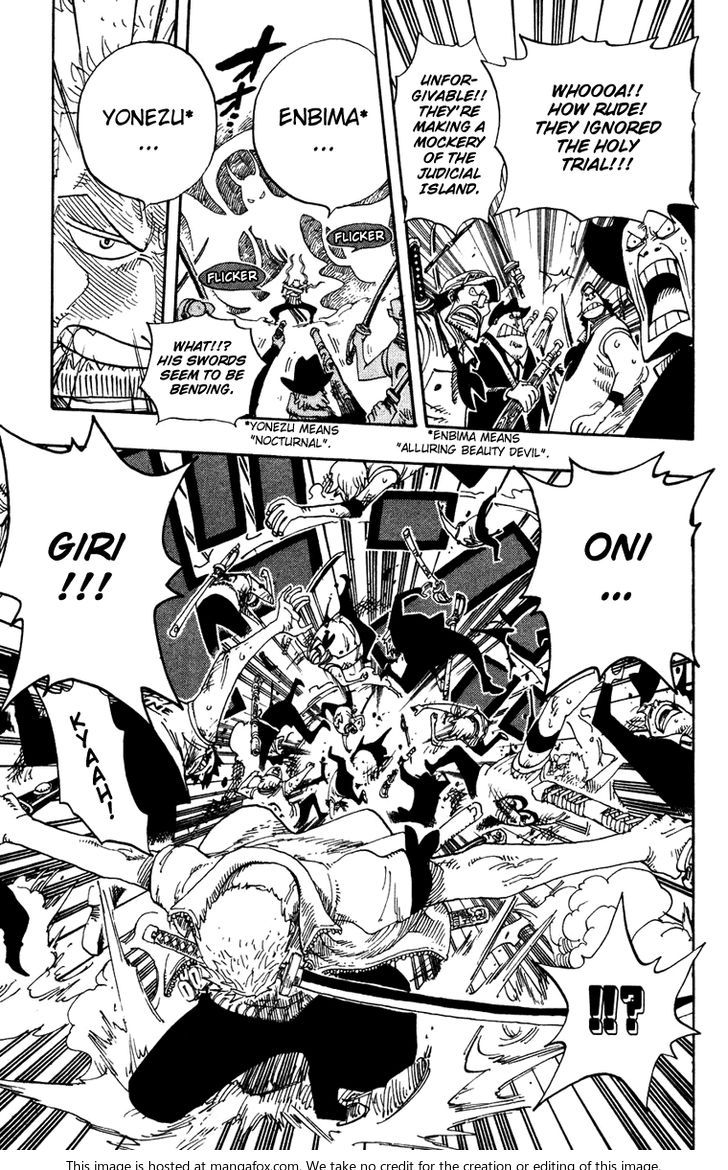 WHOOOA!!
HOW RUDE!
THEY IGNORED
THE HOLY
TRIAL!!!
UNFOR-
GIVABLE!!
THEY'RE
MAKING A
MOCKERY
OF THE
JUDICIAL
ISLAND.
ENBIMA*
...
オォ
FLICKER
FLICKER
WHAT!!?
HIS SWORDS
SEEM TO BE
BENDING.
YONEZU*
...
*YONEZU MEANS
"NOCTURNAL".
*ENBIMA MEANS
"ALLURING BEAUTY DEVIL".
ONI
...
GIRI
!!!
KYAAH!
!!?
This image is hosted at mangafox.com. We take no credit for the creation or editing of this image.